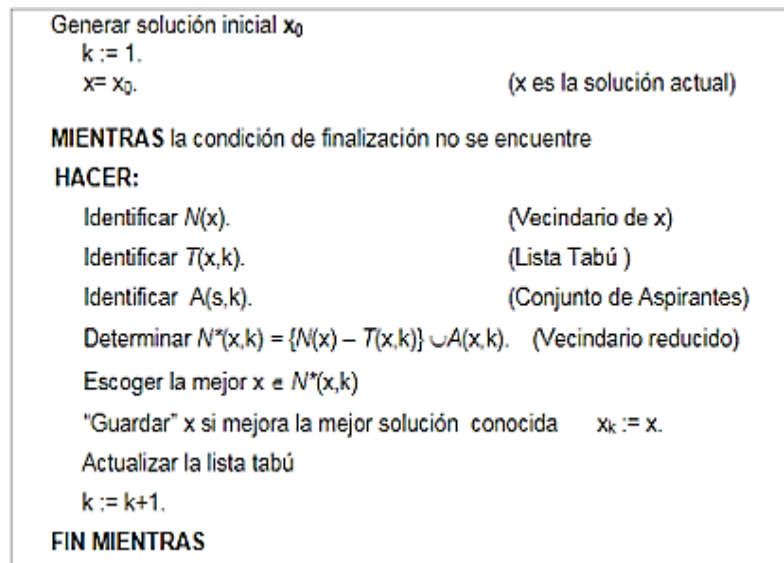 Generar solución inicial x₀
k := 1.
x= x₀. (x es la solución actual)
MIENTRAS la condición de finalización no se encuentre
HACER:
Identificar N(x). (Vecindario de x)
Identificar T(x,k). (Lista Tabú )
Identificar A(s,k). (Conjunto de Aspirantes)
Determinar N*(x,k) = {N(x) – T(x,k)} ∪A(x,k). (Vecindario reducido)
Escoger la mejor x ∈ N*(x,k)
"Guardar" x si mejora la mejor solución conocida xₖ := x.
Actualizar la lista tabú
k := k+1.
FIN MIENTRAS